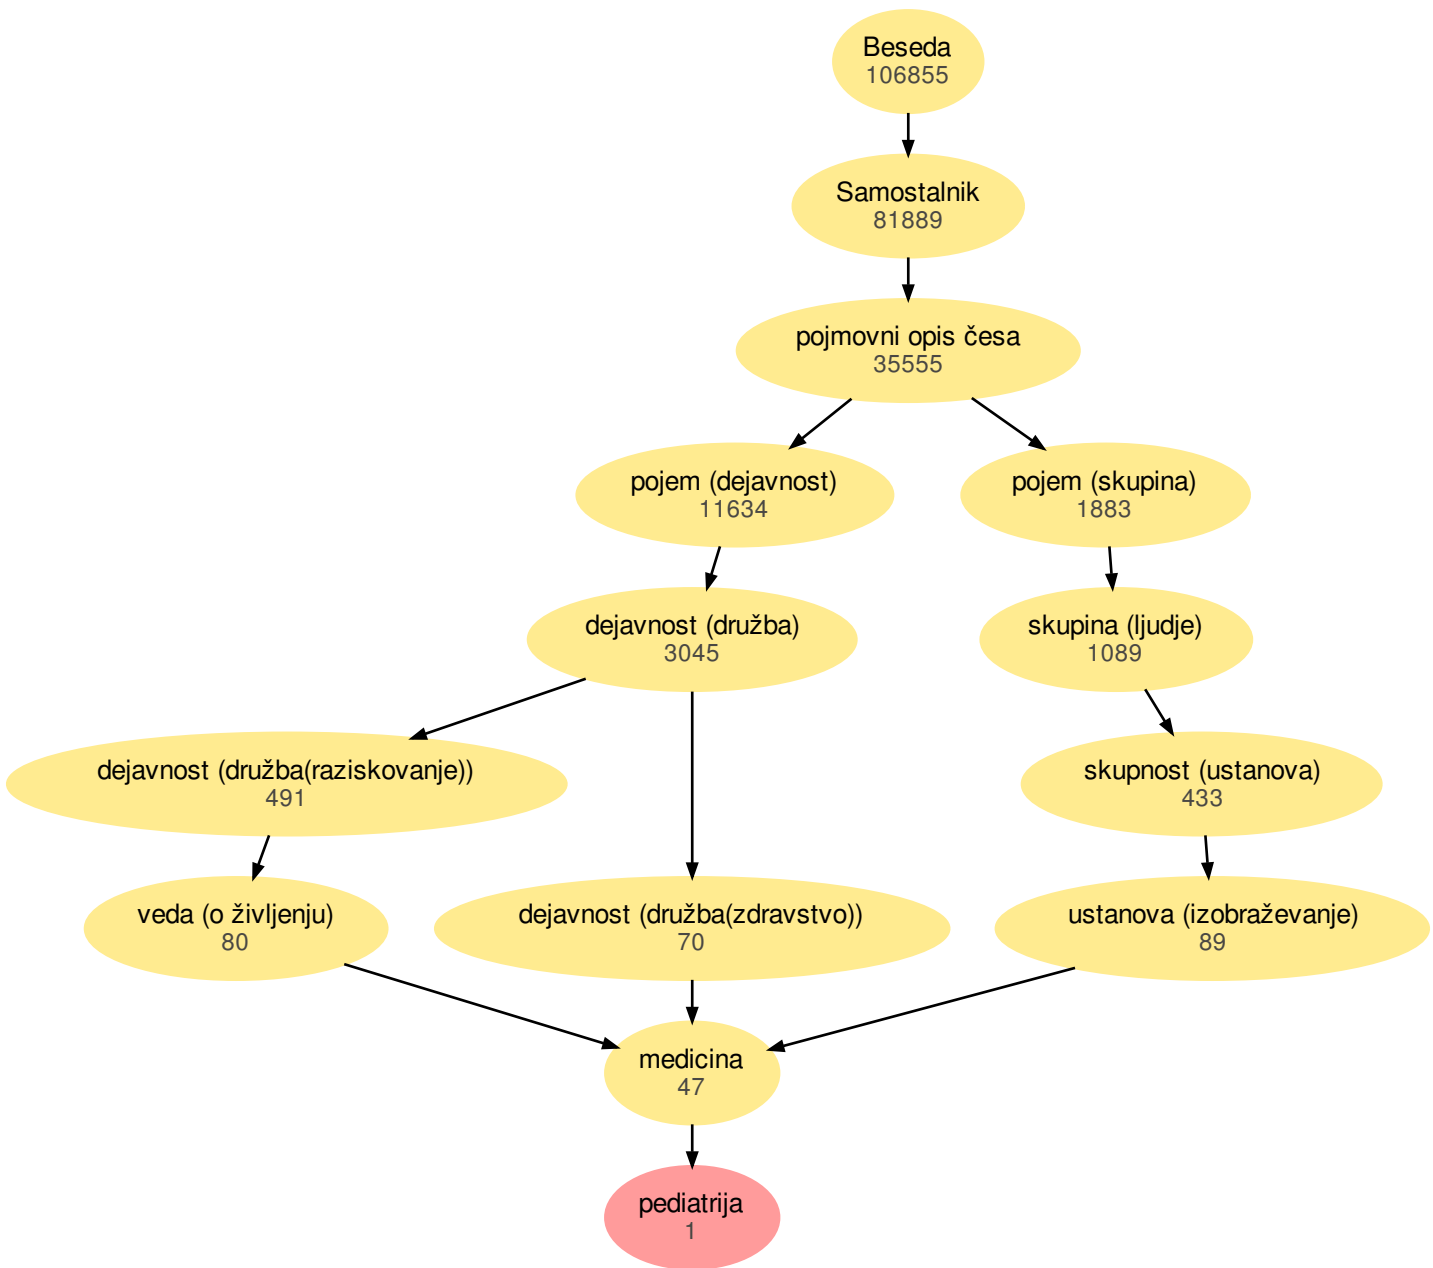 Beseda
106855
Samostalnik
81889
pojmovni opis česa
35555
pojem (dejavnost)
11634
pojem (skupina)
1883
dejavnost (družba)
3045
skupina (ljudje)
1089
dejavnost (družba(raziskovanje))
491
skupnost (ustanova)
433
veda (o življenju)
80
dejavnost (družba(zdravstvo))
70
ustanova (izobraževanje)
89
medicina
47
pediatrija
1